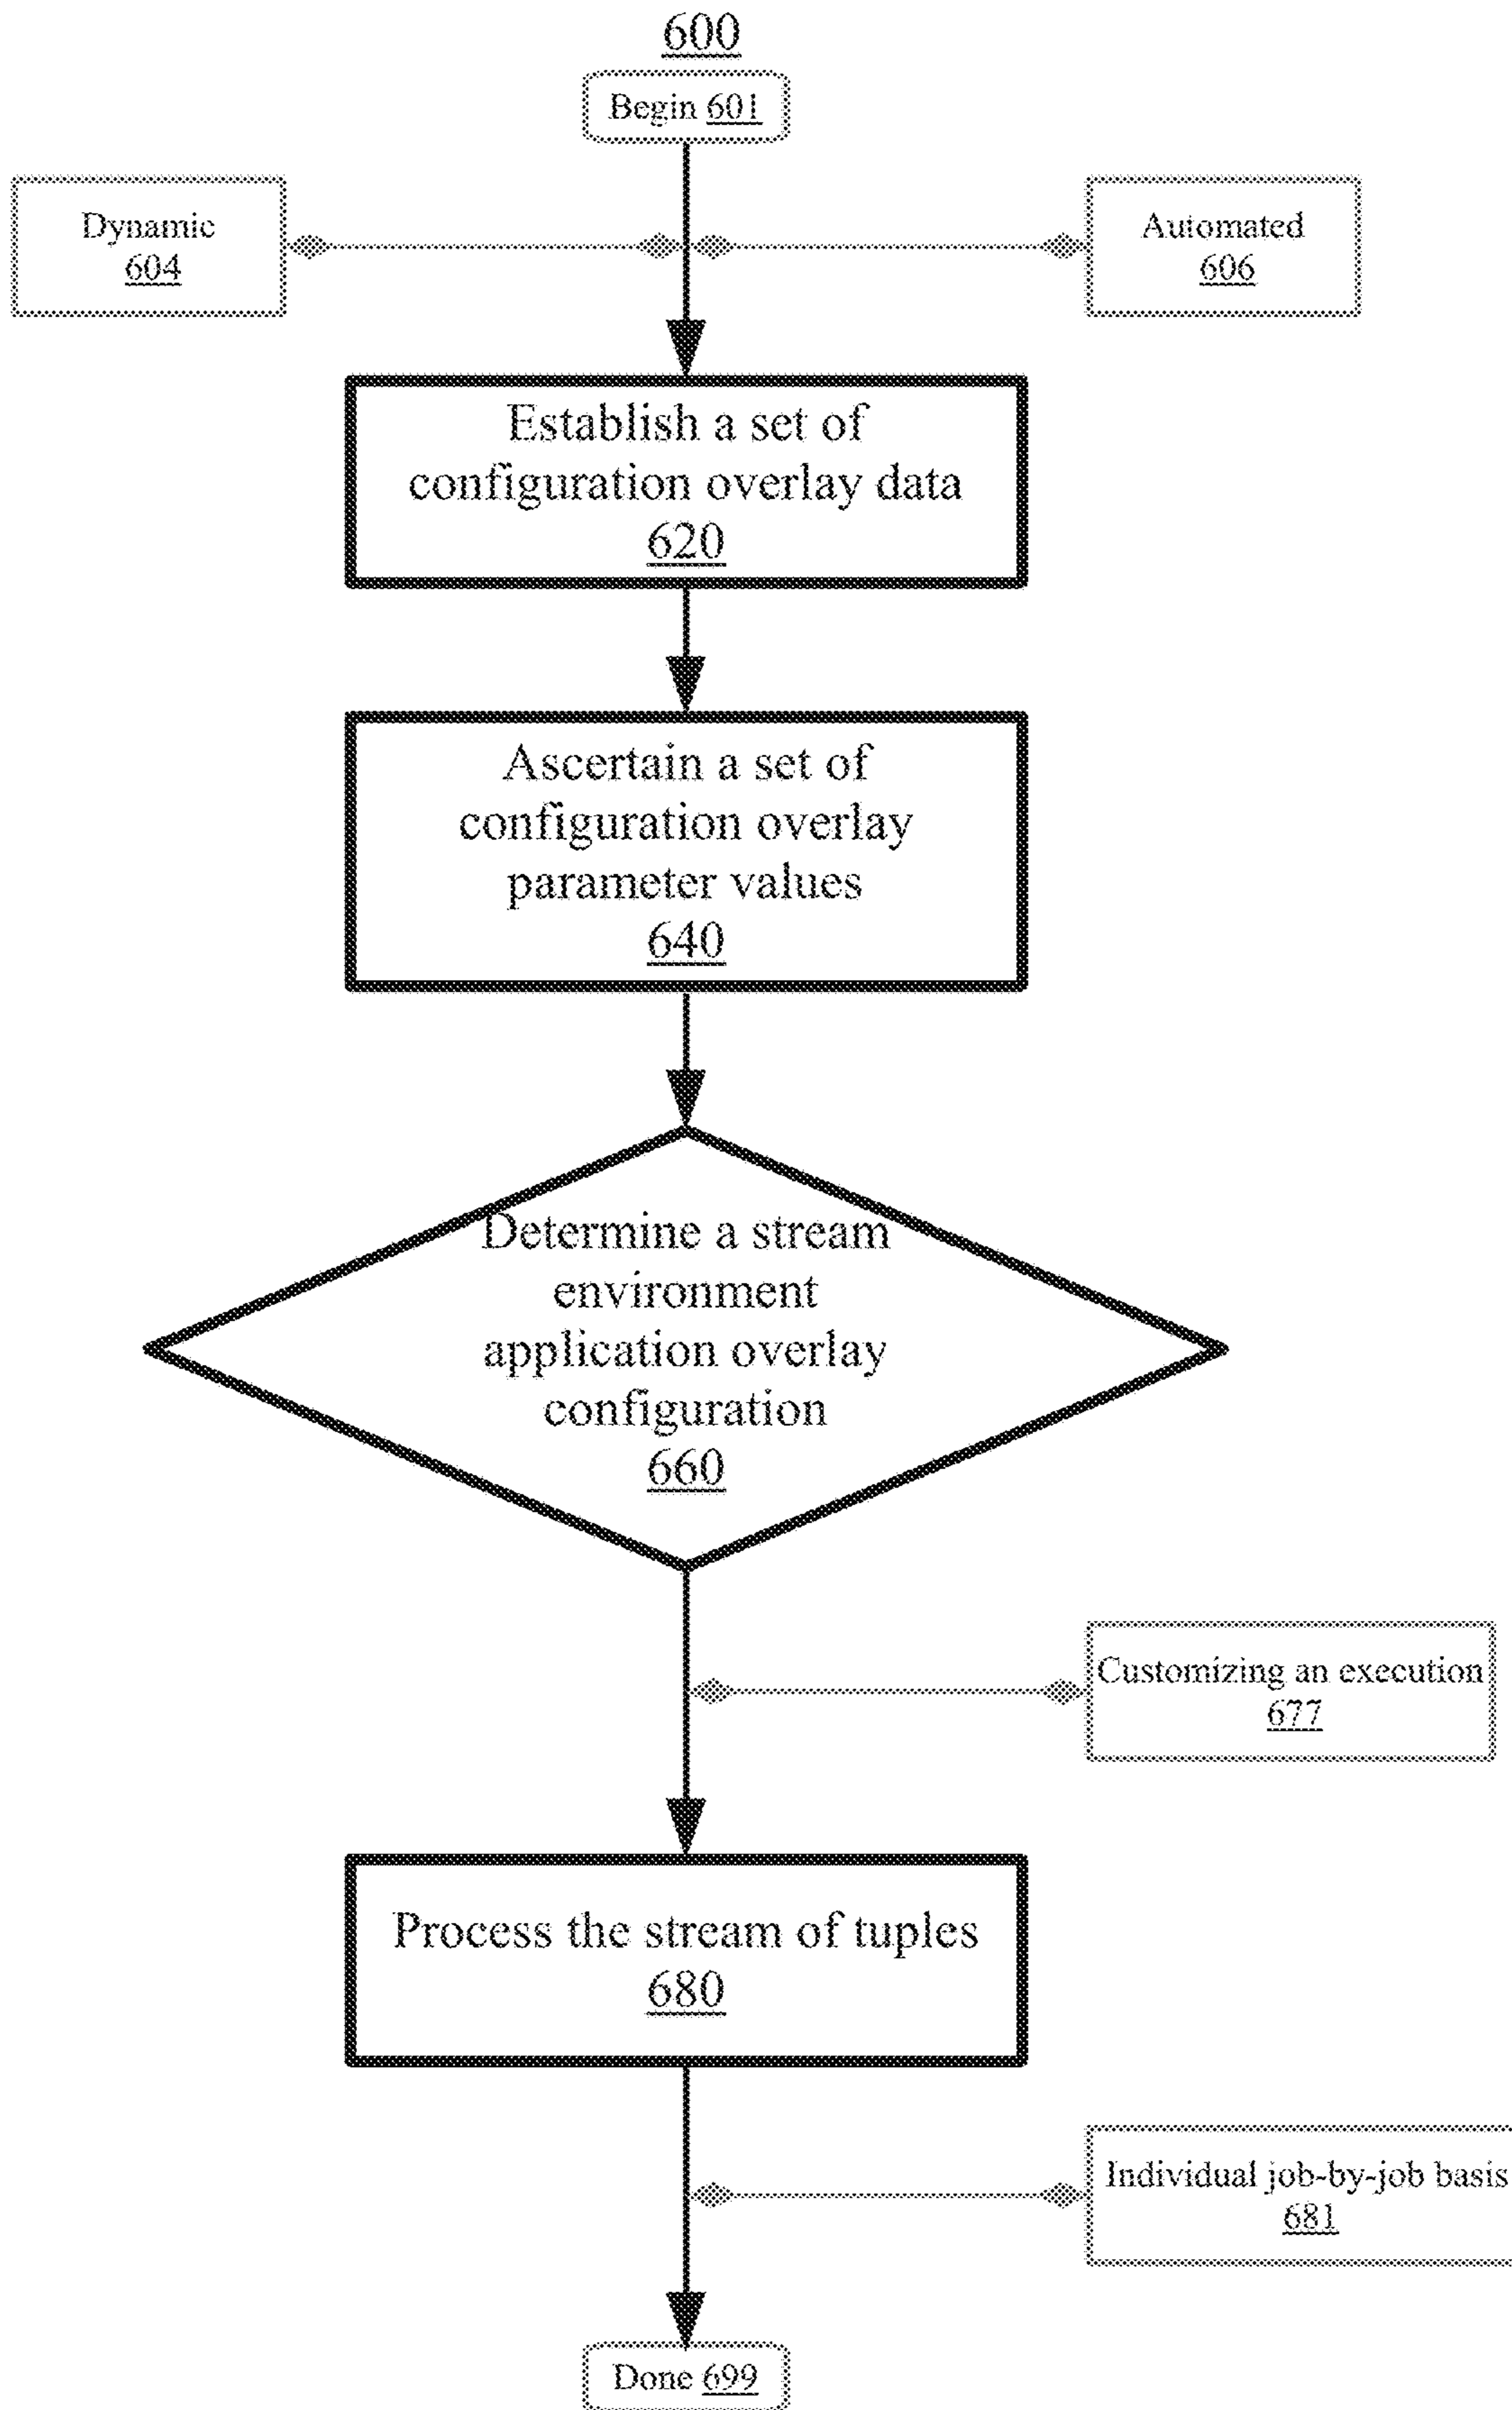 600
Begin 601
Dynamic
604
Automated
606
Establish a set of
configuration overlay data
620
Ascertain a set of
configuration overlay
parameter values
640
Determine a stream
environment
application overlay
configuration
660
Customizing an execution
677
Process the stream of tuples
680
Individual job-by-job basis
681
Done 699